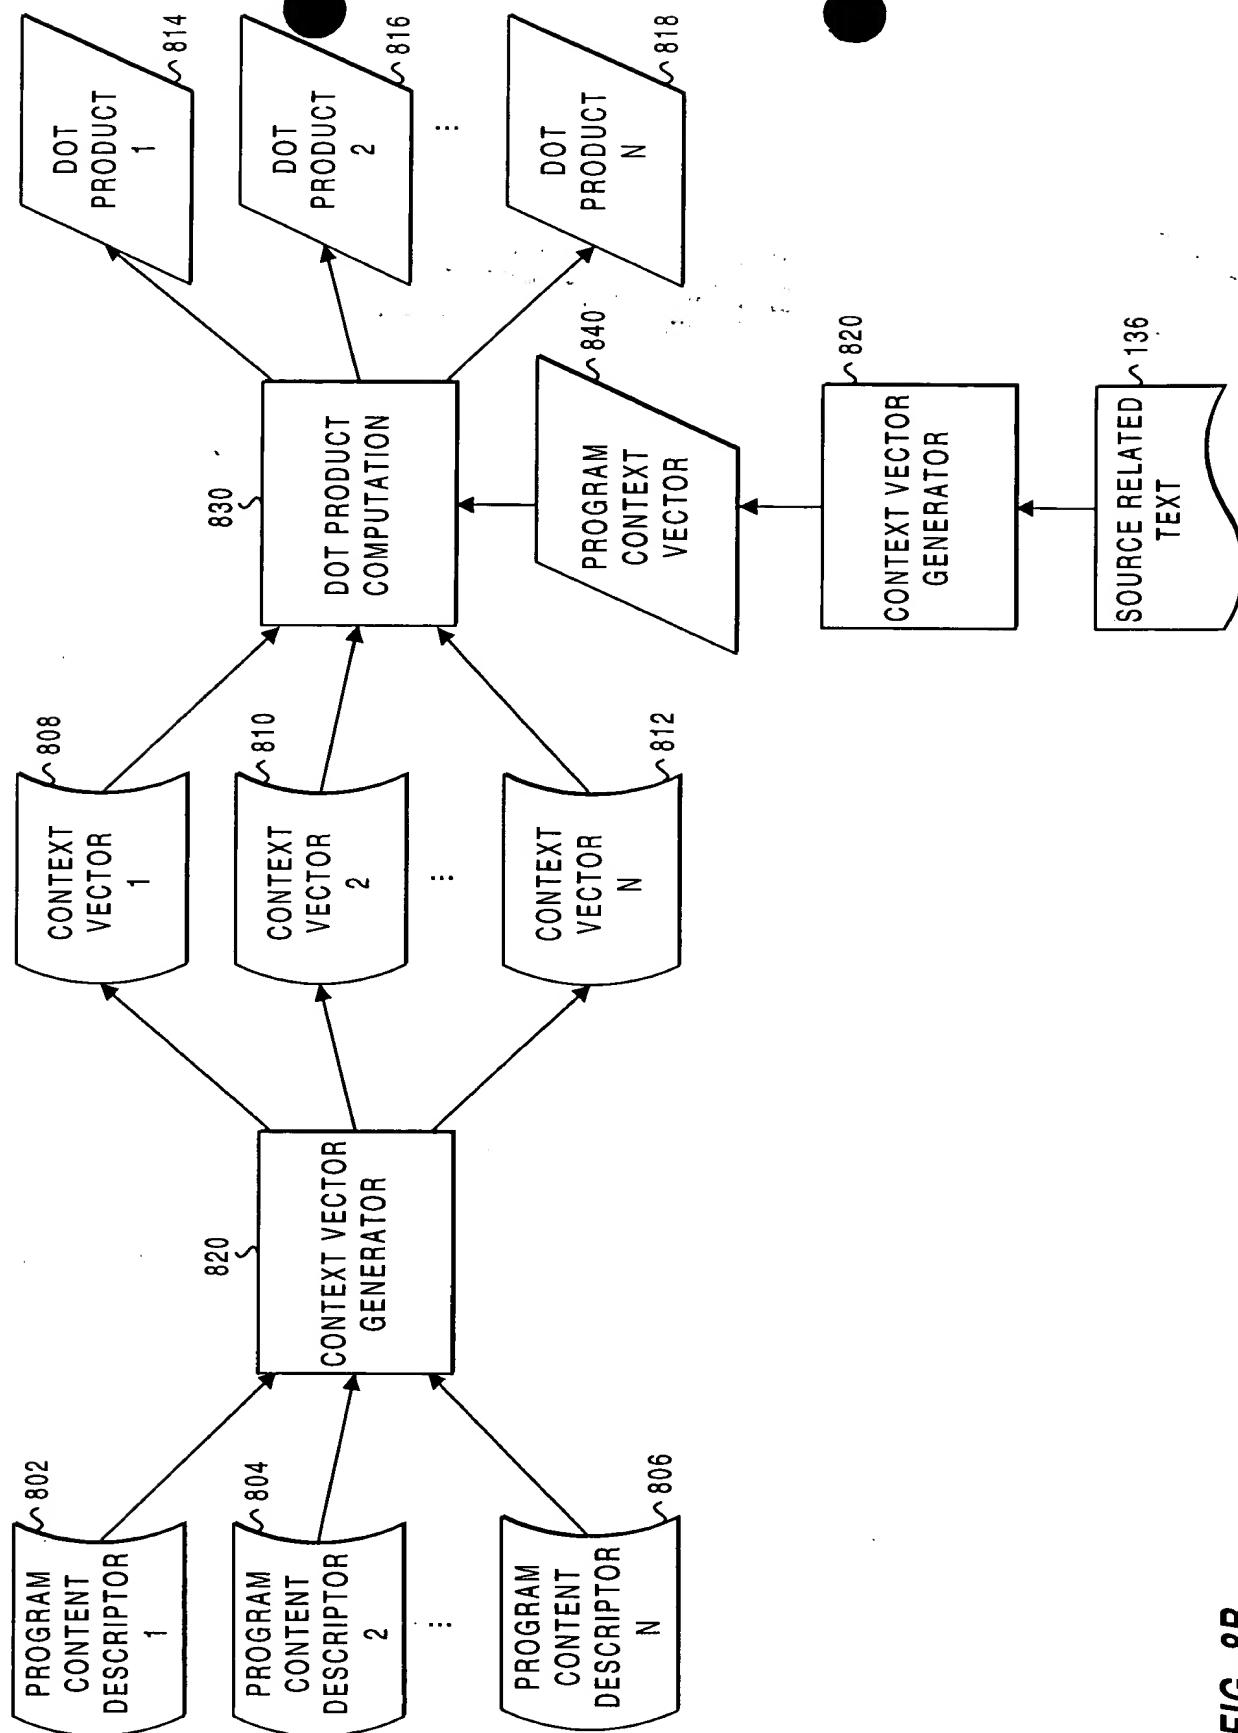 PROGRAM
CONTENT
DESCRIPTOR
1
802
PROGRAM
CONTENT
DESCRIPTOR
2
804
...
PROGRAM
CONTENT
DESCRIPTOR
N
806
820
CONTEXT VECTOR
GENERATOR
CONTEXT
VECTOR
1
808
CONTEXT
VECTOR
2
810
...
CONTEXT
VECTOR
N
812
830
DOT PRODUCT
COMPUTATION
PROGRAM
CONTEXT
VECTOR
840
CONTEXT VECTOR
GENERATOR
820
SOURCE RELATED
TEXT
136
DOT
PRODUCT
1
814
DOT
PRODUCT
2
816
...
DOT
PRODUCT
N
818
FIG. 8B